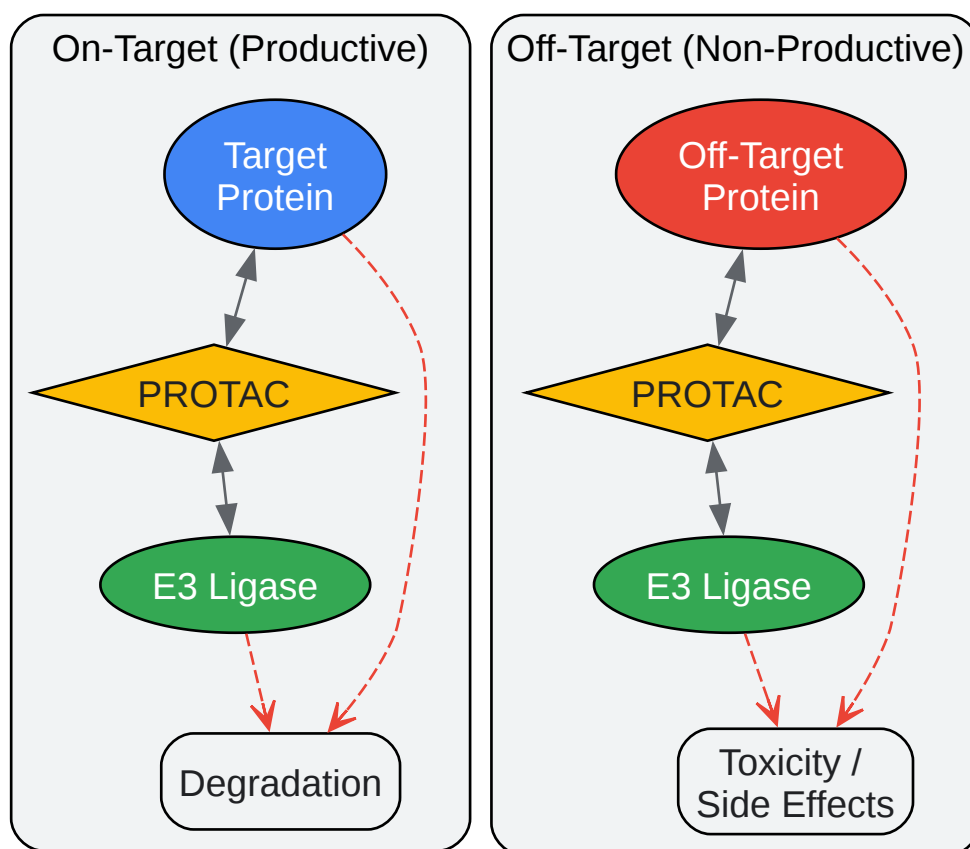 On-Target (Productive)
Target
Protein
PROTAC
E3 Ligase
Degradation
Off-Target (Non-Productive)
Off-Target
Protein
PROTAC
E3 Ligase
Toxicity /
Side Effects